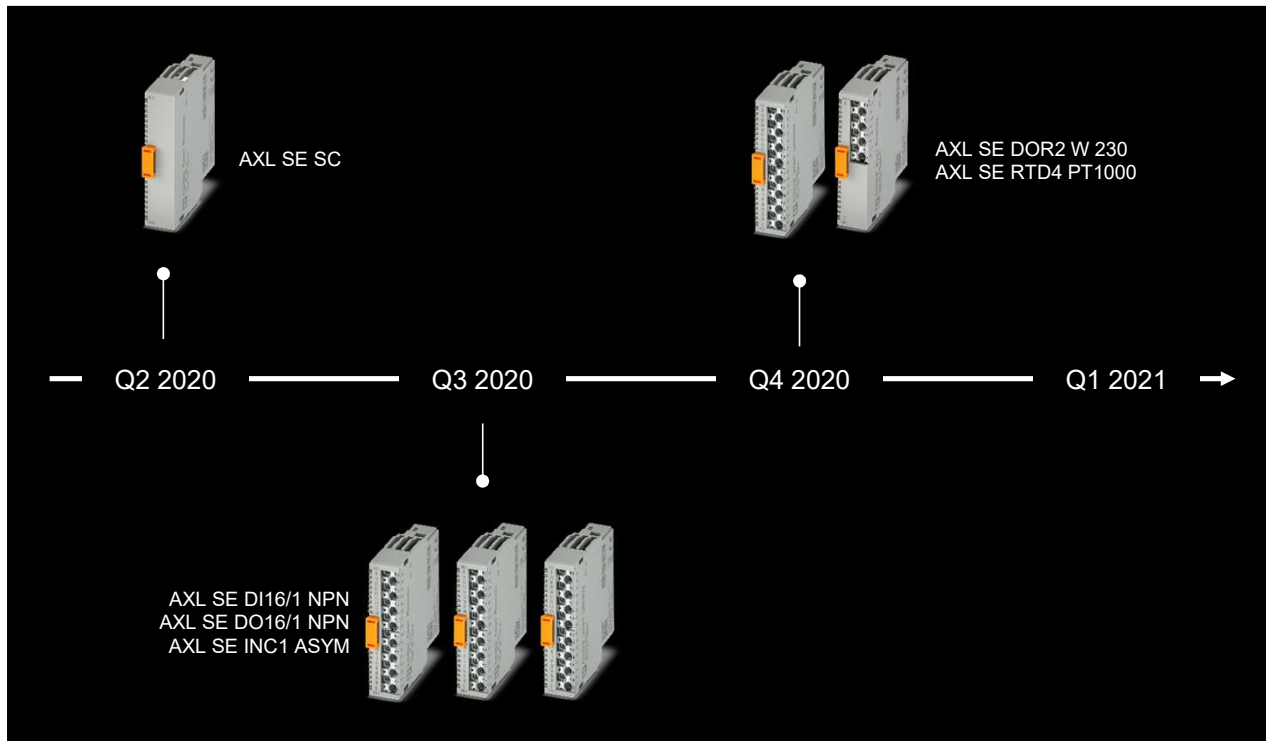 AXL SE SC
AXL SE DOR2 W 230
AXL SE RTD4 PT1000
Q2 2020
Q3 2020
Q4 2020
Q1 2021
AXL SE DI16/1 NPN
AXL SE DO16/1 NPN
AXL SE INC1 ASYM